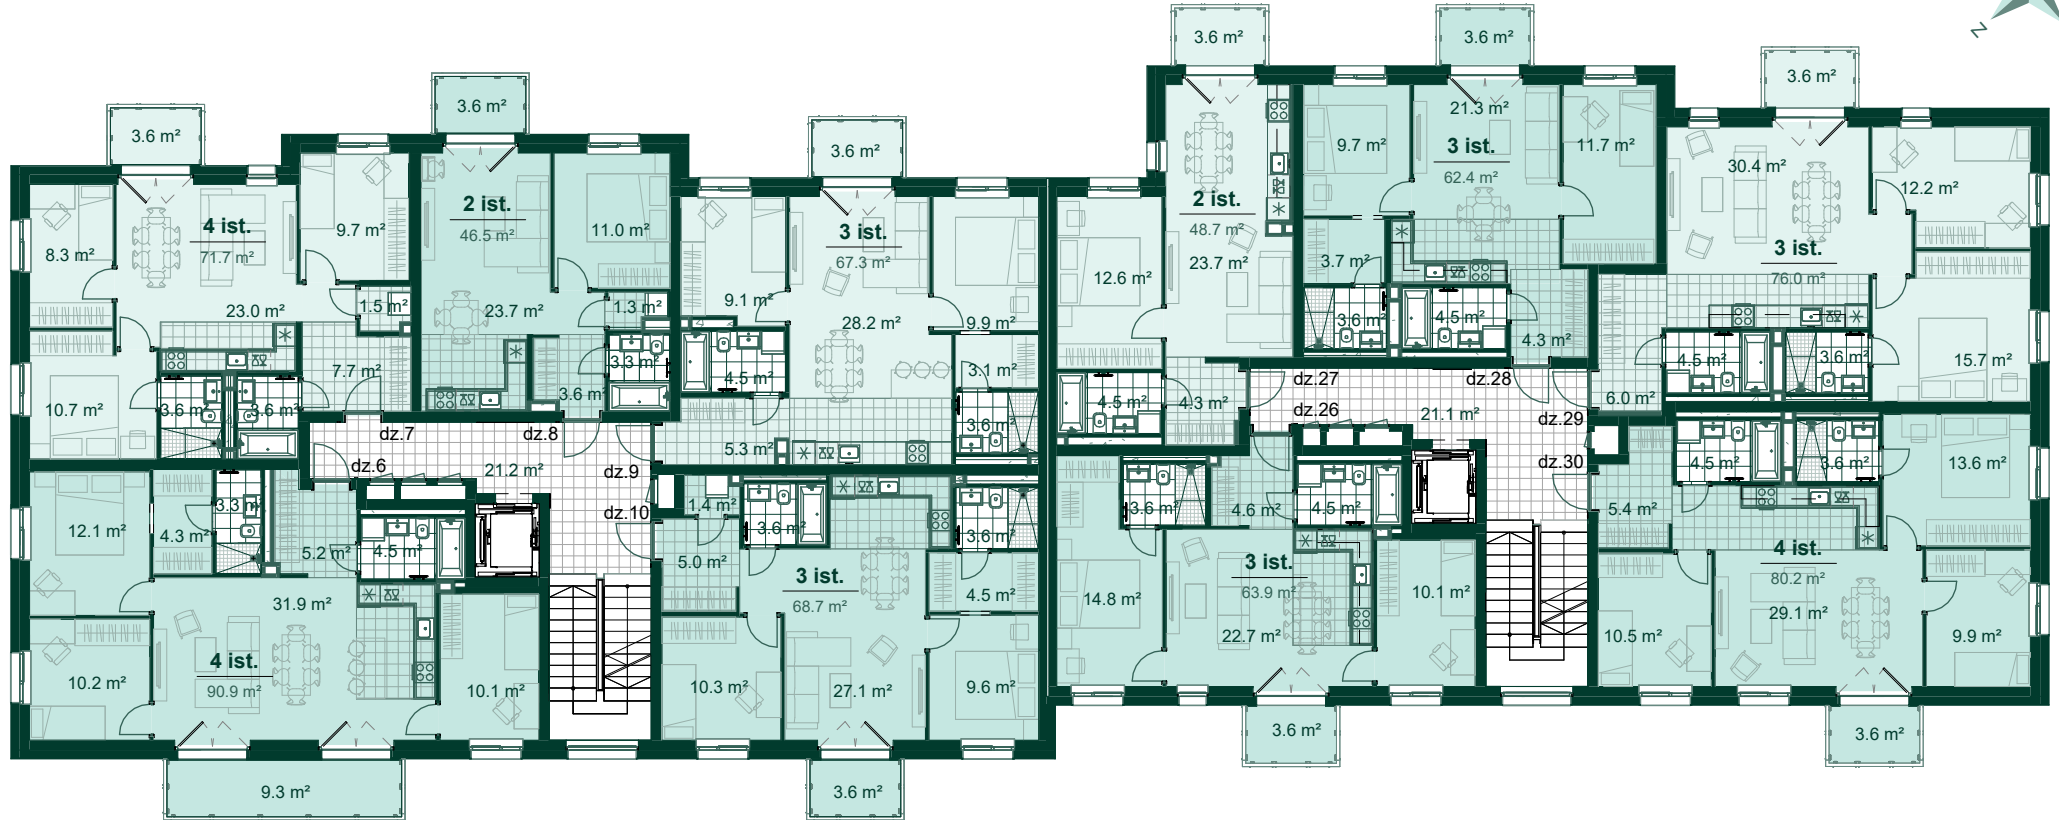 3.6 m²
3.6 m²
N
3.6 m²
3.6 m²
3.6 m²
3.6 m²
21.3 m²
9.7 m²
3 ist.
62.4 m²
11.7 m²
30.4 m²
12.2 m²
2 ist.
48.7 m²
23.7 m²
3 ist.
76.0 m²
12.6 m²
3.7 m²
3.6 m²
4.5 m²
4.3 m²
4.5 m²
3.6 m²
15.7 m²
6.0 m²
8.3 m²
4 ist.
71.7 m²
23.0 m²
9.7 m²
1.5 m²
7.7 m²
10.7 m²
3.6 m²
3.6 m²
2 ist.
46.5 m²
11.0 m²
23.7 m²
1.3 m²
3.3 m²
3.6 m²
3 ist.
67.3 m²
9.1 m²
28.2 m²
9.9 m²
3.1 m²
4.5 m²
3.6 m²
5.3 m²
4.5 m²
4.3 m²
dz.27
dz.28
dz.26
21.1 m²
dz.29
dz.30
dz.7
dz.8
dz.6
21.2 m²
dz.9
dz.10
12.1 m²
4.3 m²
3.3 m²
5.2 m²
4.5 m²
31.9 m²
4 ist.
90.9 m²
10.2 m²
10.1 m²
1.4 m²
3.6 m²
3.6 m²
5.0 m²
3 ist.
68.7 m²
4.5 m²
10.3 m²
27.1 m²
9.6 m²
3.6 m²
4.6 m²
4.5 m²
14.8 m²
3 ist.
63.9 m²
22.7 m²
10.1 m²
4.5 m²
3.6 m²
13.6 m²
5.4 m²
4 ist.
80.2 m²
29.1 m²
10.5 m²
9.9 m²
3.6 m²
3.6 m²
9.3 m²
3.6 m²